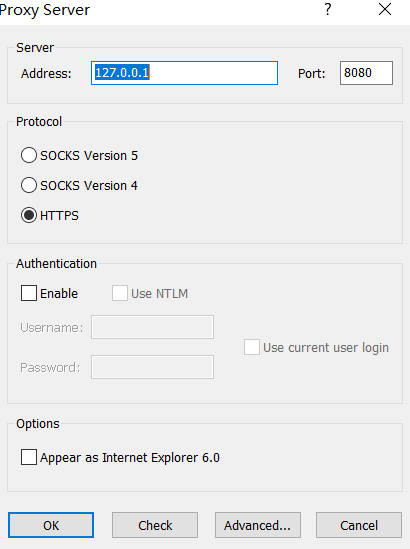 Proxy Server ?
Server
Address: 127.0.0.1 Port: 8080
Protocol
SOCKS Version 5
SOCKS Version 4
HTTPS
Authentication
Enable Use NTLM
Username:
Use current user login
Password:
Options
Appear as Internet Explorer 6.0
OK Check Advanced... Cancel